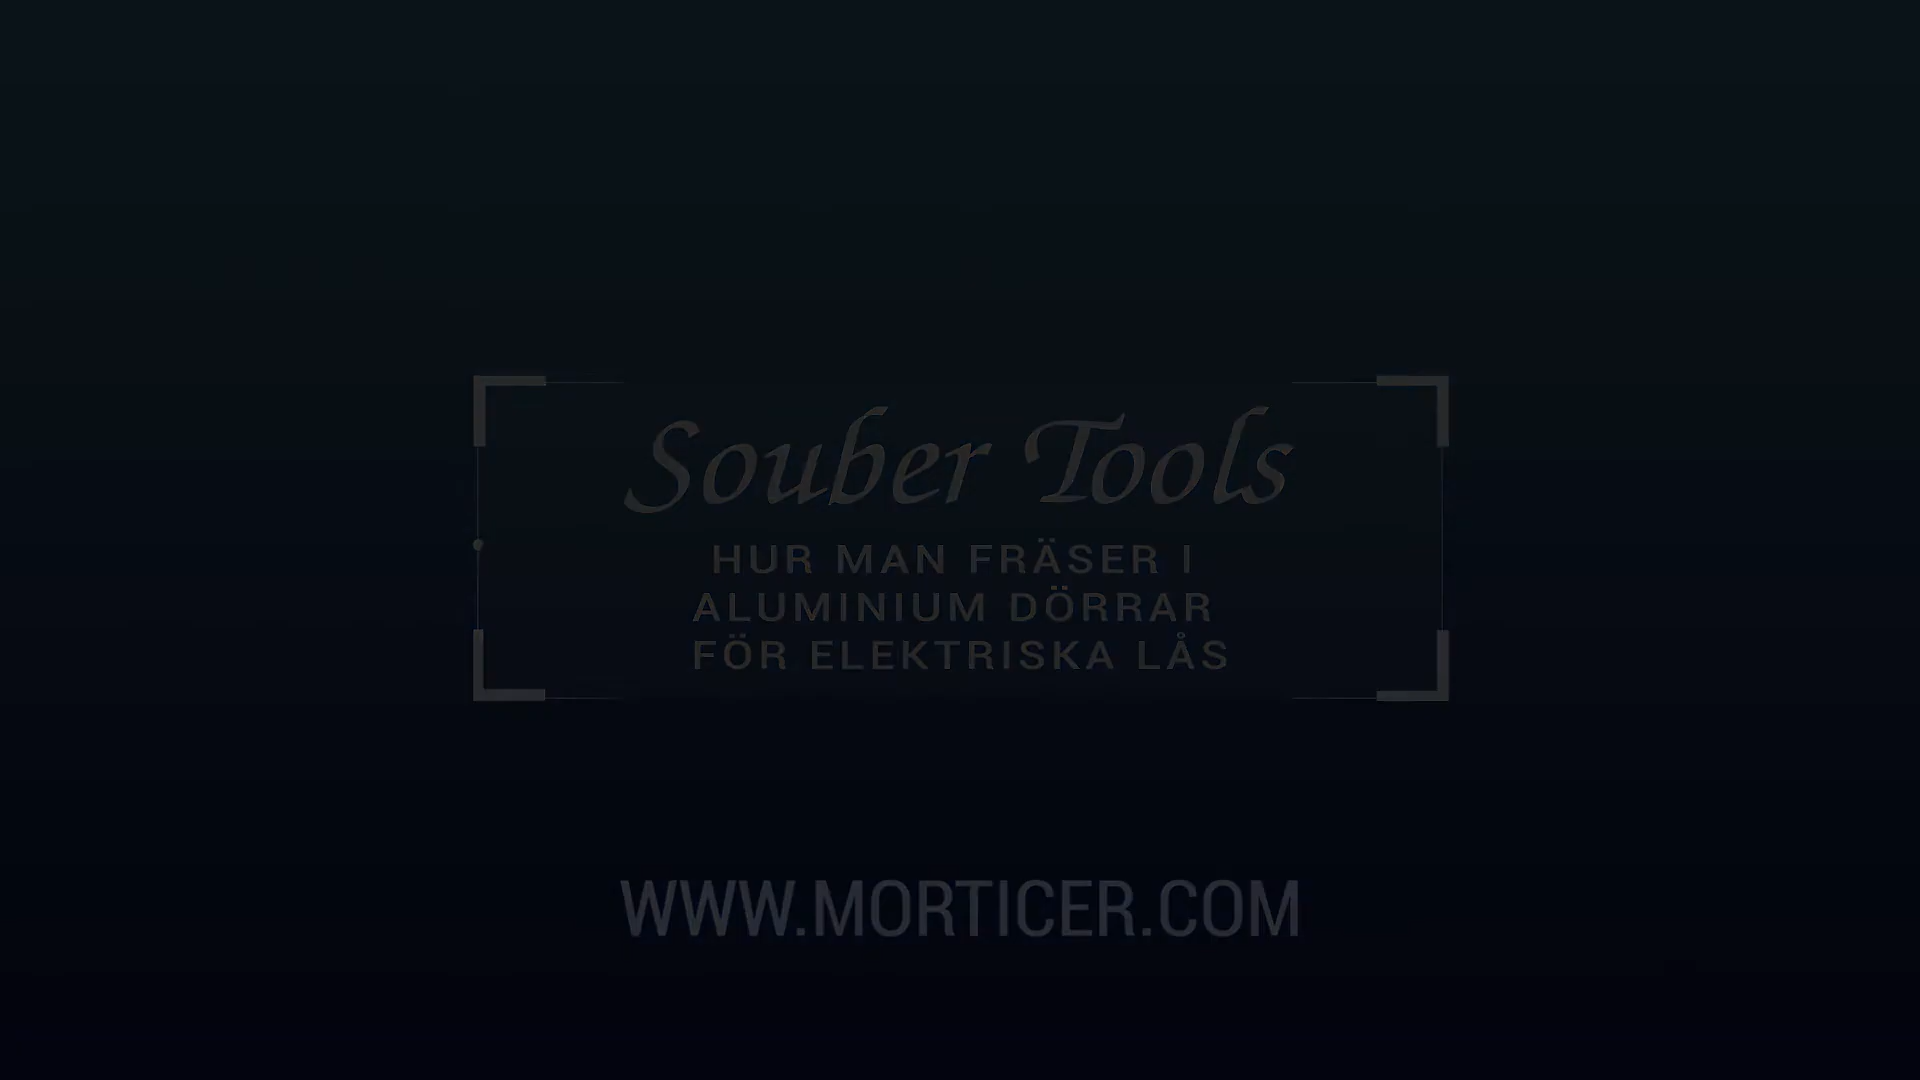 Souber Tools
HUR MAN FRÄSER I
ALUMINIUM DÖRRAR
FÖR ELEKTRISKA LÅS
WWW.MORTICER.COM